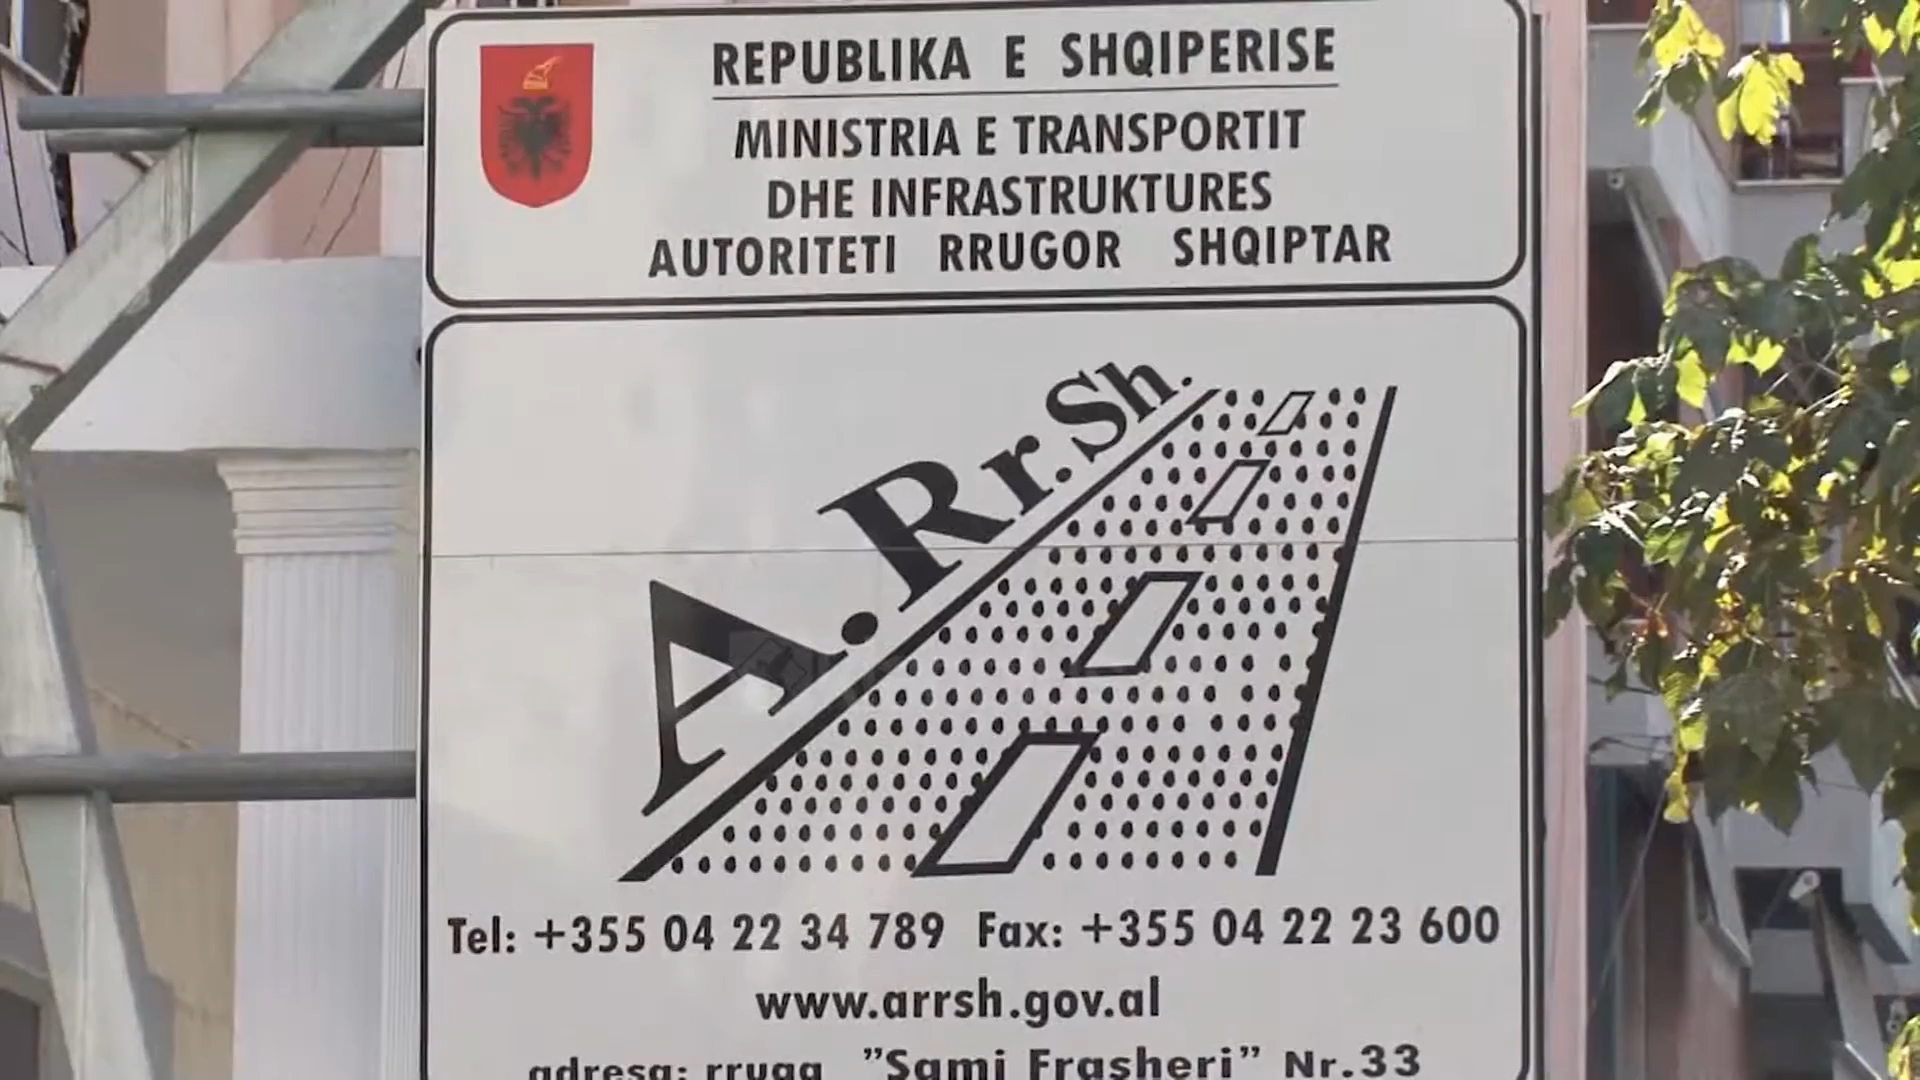 REPUBLIKA E SHQIPERISE
MINISTRIA E TRANSPORTIT
DHE INFRASTRUKTURES
AUTORITETI RRUGOR SHQIPTAR
A.Rr.Sh.
Tel: +355 04 22 34 789 Fax: +355 04 22 23 600
www.arrsh.gov.al
adresa: rruga "Sami Frasheri" Nr.33